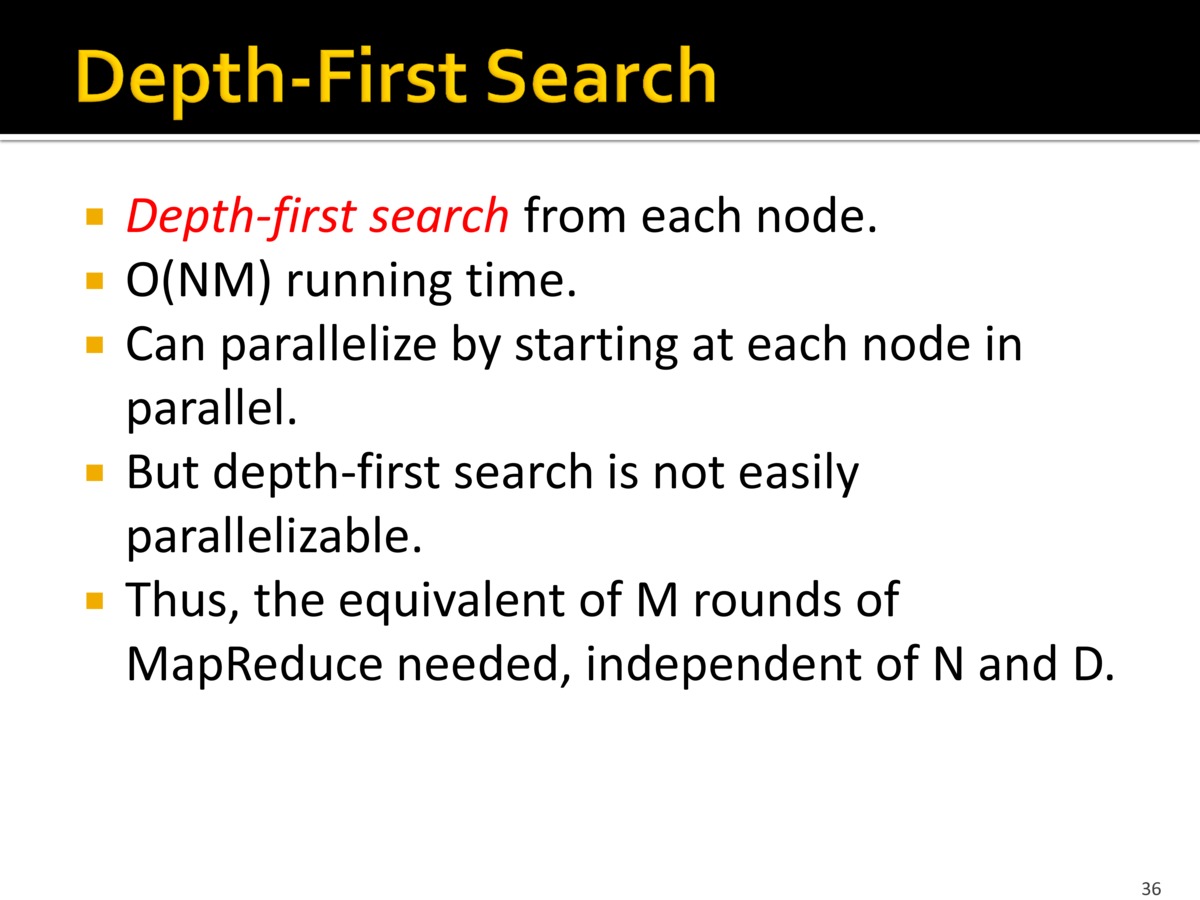 Depth-First Search
Depth-first search from each node.
O(NM) running time.
Can parallelize by starting at each node in
parallel.
But depth-first search is not easily
parallelizable.
Thus, the equivalent of M rounds of
MapReduce needed, independent of N and D.
36